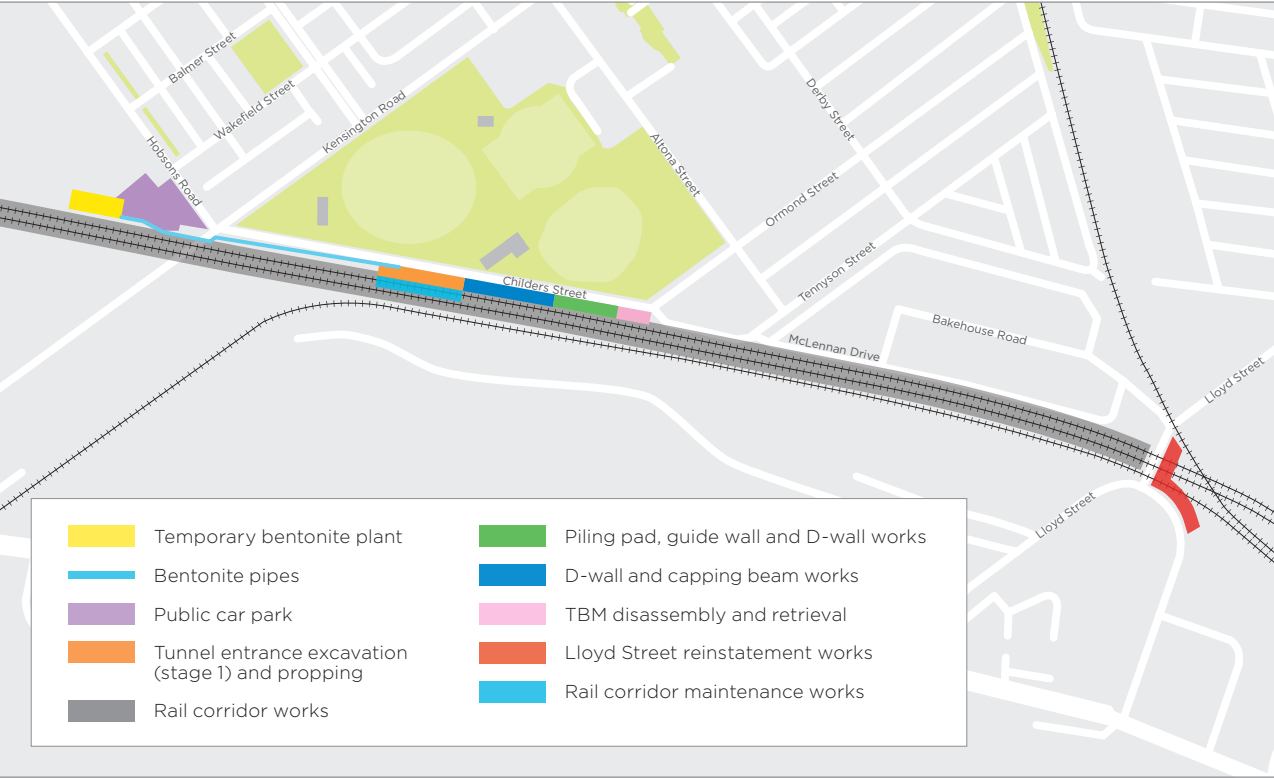 Balmer Street
Wakefield Street
Hobsons Road
Kensington Road
Altona Street
Derby Street
Ormond Street
Tennyson Street
Childers Street
McLennan Drive
Bakehouse Road
Lloyd Street
Lloyd Street
Temporary bentonite plant
Bentonite pipes
Public car park
Tunnel entrance excavation
(stage 1) and propping
Rail corridor works
Piling pad, guide wall and D-wall works
D-wall and capping beam works
TBM disassembly and retrieval
Lloyd Street reinstatement works
Rail corridor maintenance works